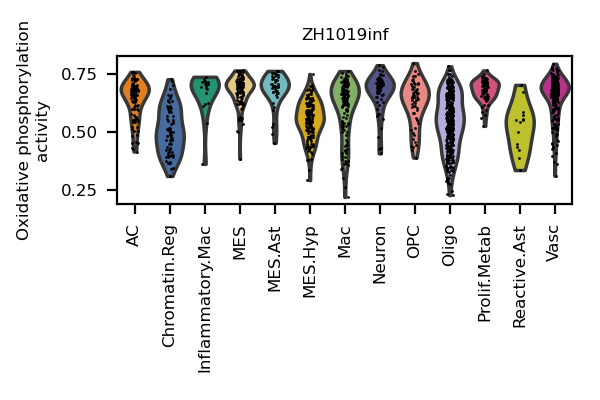 ZH1019inf
Oxidative phosphorylation
activity
0.75
0.50
0.25
AC
Chromatin.Reg
Inflammatory.Mac
MES
MES.Ast
MES.Hyp
Mac
Neuron
OPC
Oligo
Prolif.Metab
Reactive.Ast
Vasc